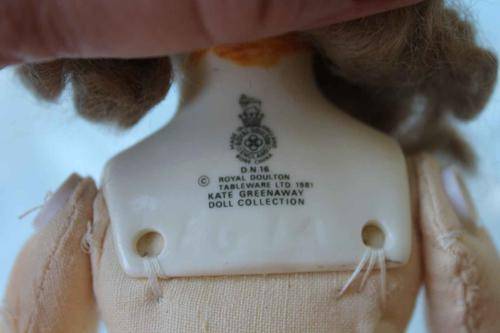 D.N 16
© ROYAL DOULTON
TABLEWARE LTD. 1981
KATE GREENAWAY
DOLL COLLECTION